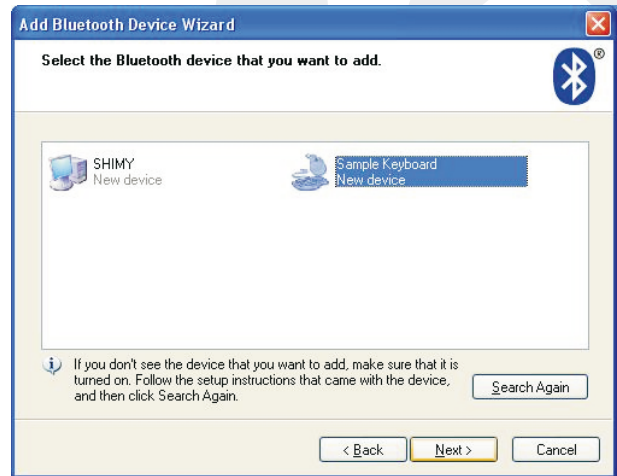 Add Bluetooth Device Wizard
Select the Bluetooth device that you want to add.
®
SHIMY
New device
Sample Keyboard
New device
If you don't see the device that you want to add, make sure that it is
turned on. Follow the setup instructions that came with the device,
and then click Search Again.
Search Again
< Back
Next >
Cancel